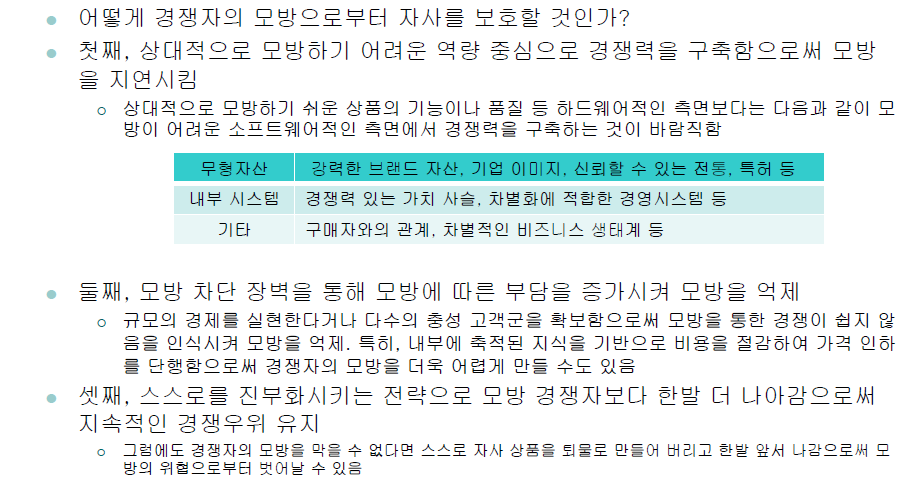 어떻게 경쟁자의 모방으로부터 자사를 보호할 것인가?
첫째, 상대적으로 모방하기 어려운 역량 중심으로 경쟁력을 구축함으로써 모방
을 지연시킴
상대적으로 모방하기 쉬운 상품의 기능이나 품질 등 하드웨어적인 측면보다는 다음과 같이 모
방이 어려운 소프트웨어적인 측면에서 경쟁력을 구축하는 것이 바람직함
무형자산 강력한 브랜드 자산, 기업 이미지, 신뢰할 수 있는 전통, 특허 등
내부 시스템 경쟁력 있는 가치 사슬, 차별화에 적합한 경영시스템 등
기타 구매자와의 관계, 차별적인 비즈니스 생태계 등
둘째, 모방 차단 장벽을 통해 모방에 따른 부담을 증가시켜 모방을 억제
규모의 경제를 실현한다거나 다수의 충성 고객군을 확보함으로써 모방을 통한 경쟁이 쉽지 않
음을 인식시켜 모방을 억제. 특히, 내부에 축적된 지식을 기반으로 비용을 절감하여 가격 인하
를 단행함으로써 경쟁자의 모방을 더욱 어렵게 만들 수도 있음
셋째, 스스로를 진부화시키는 전략으로 모방 경쟁자보다 한발 더 나아감으로써
지속적인 경쟁우위 유지
그럼에도 경쟁자의 모방을 막을 수 없다면 스스로 자사 상품을 퇴물로 만들어 버리고 한발 앞서 나감으로써 모
방의 위협으로부터 벗어날 수 있음